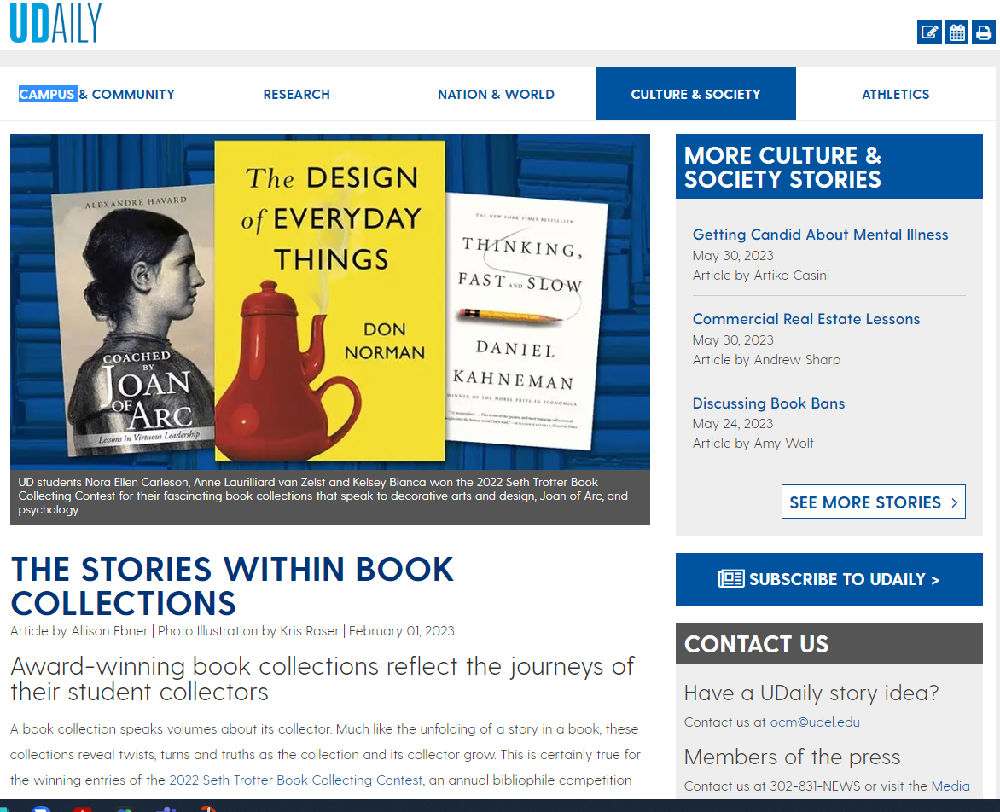 UDAILY
CAMPUS & COMMUNITY
RESEARCH
NATION & WORLD
CULTURE & SOCIETY
ATHLETICS
ALEXANDRE HAVARD
COACHED
BY
JOAN
OF
ARC
Lessons in Virtuous Leadership
The DESIGN
of EVERYDAY
THINGS
DON
NORMAN
THE NEW YORK TIMES BESTSELLER
THINKING,
FAST AND SLOW
DANIEL
KAHNEMAN
WINNER OF THE NOBEL PRIZE IN ECONOMICS
UD students Nora Ellen Carleson, Anne Laurilliard van Zelst and Kelsey Bianca won the 2022 Seth Trotter Book
Collecting Contest for their fascinating book collections that speak to decorative arts and design, Joan of Arc, and
psychology.
THE STORIES WITHIN BOOK
COLLECTIONS
Article by Allison Ebner | Photo Illustration by Kris Raser | February 01, 2023
Award-winning book collections reflect the journeys of
their student collectors
A book collection speaks volumes about its collector. Much like the unfolding of a story in a book, these
collections reveal twists, turns and truths as the collection and its collector grow. This is certainly true for
the winning entries of the 2022 Seth Trotter Book Collecting Contest, an annual bibliophile competition
MORE CULTURE &
SOCIETY STORIES
Getting Candid About Mental Illness
May 30, 2023
Article by Artika Casini
Commercial Real Estate Lessons
May 30, 2023
Article by Andrew Sharp
Discussing Book Bans
May 24, 2023
Article by Amy Wolf
SEE MORE STORIES >
SUBSCRIBE TO UDAILY >
CONTACT US
Have a UDaily story idea?
Contact us at ocm@udel.edu
Members of the press
Contact us at 302-831-NEWS or visit the Media